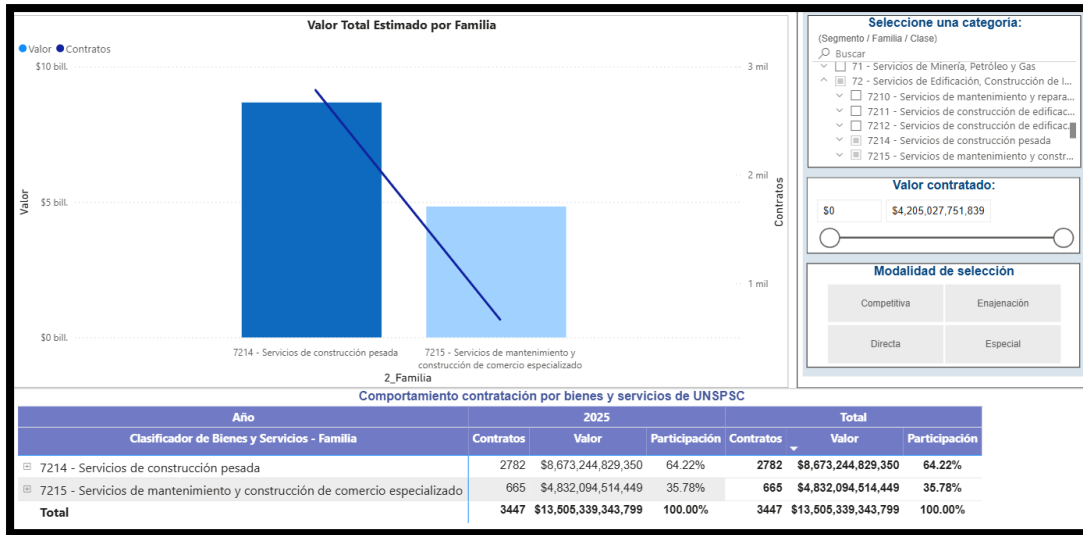 Valor Total Estimado por Familia
Valor Contratos
$10 bill.
$5 bill.
$0 bill.
Valor
3 mil
2 mil
1 mil
Contratos
7214 - Servicios de construcción pesada
7215 - Servicios de mantenimiento y
construcción de comercio especializado
2_Familia
Seleccione una categoría:
(Segmento / Familia / Clase)
Buscar
71 - Servicios de Minería, Petróleo y Gas
72 - Servicios de Edificación, Construcción de I...
7210 - Servicios de mantenimiento y repara...
7211 - Servicios de construcción de edificac...
7212 - Servicios de construcción de edificac...
7214 - Servicios de construcción pesada
7215 - Servicios de mantenimiento y constr...
Valor contratado:
$0 $4,205,027,751,839
Modalidad de selección
Competitiva Enajenación
Directa Especial
Comportamiento contratación por bienes y servicios de UNSPSC
Año 2025 Total
Clasificador de Bienes y Servicios - Familia Contratos Valor Participación Contratos Valor Participación
7214 - Servicios de construcción pesada 2782 $8,673,244,829,350 64.22% 2782 $8,673,244,829,350 64.22%
7215 - Servicios de mantenimiento y construcción de comercio especializado 665 $4,832,094,514,449 35.78% 665 $4,832,094,514,449 35.78%
Total 3447 $13,505,339,343,799 100.00% 3447 $13,505,339,343,799 100.00%